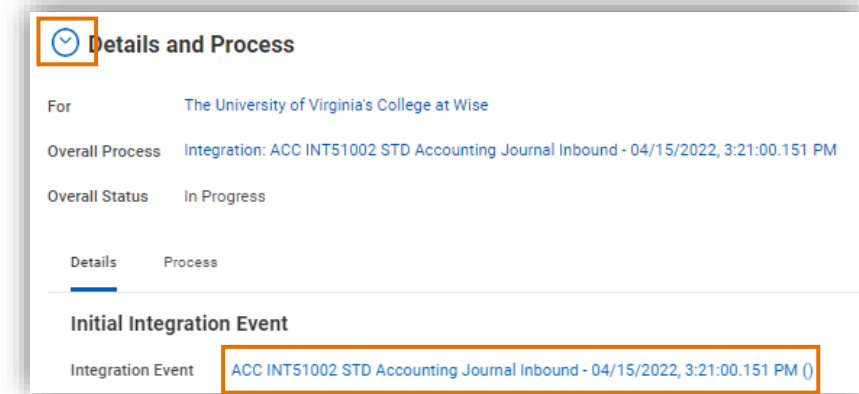 Details and Process
For The University of Virginia's College at Wise
Overall Process Integration: ACC INT51002 STD Accounting Journal Inbound - 04/15/2022, 3:21:00.151 PM
Overall Status In Progress
Details Process
Initial Integration Event
Integration Event ACC INT51002 STD Accounting Journal Inbound - 04/15/2022, 3:21:00.151 PM ()